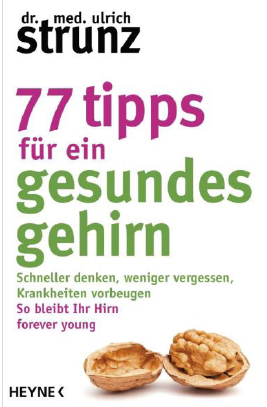 dr. med. ulrich
strunz
77 tipps
für ein
gesundes
gehirn
Schneller denken, weniger vergessen,
Krankheiten vorbeugen
So bleibt Ihr Hirn
forever young
HEYNE <